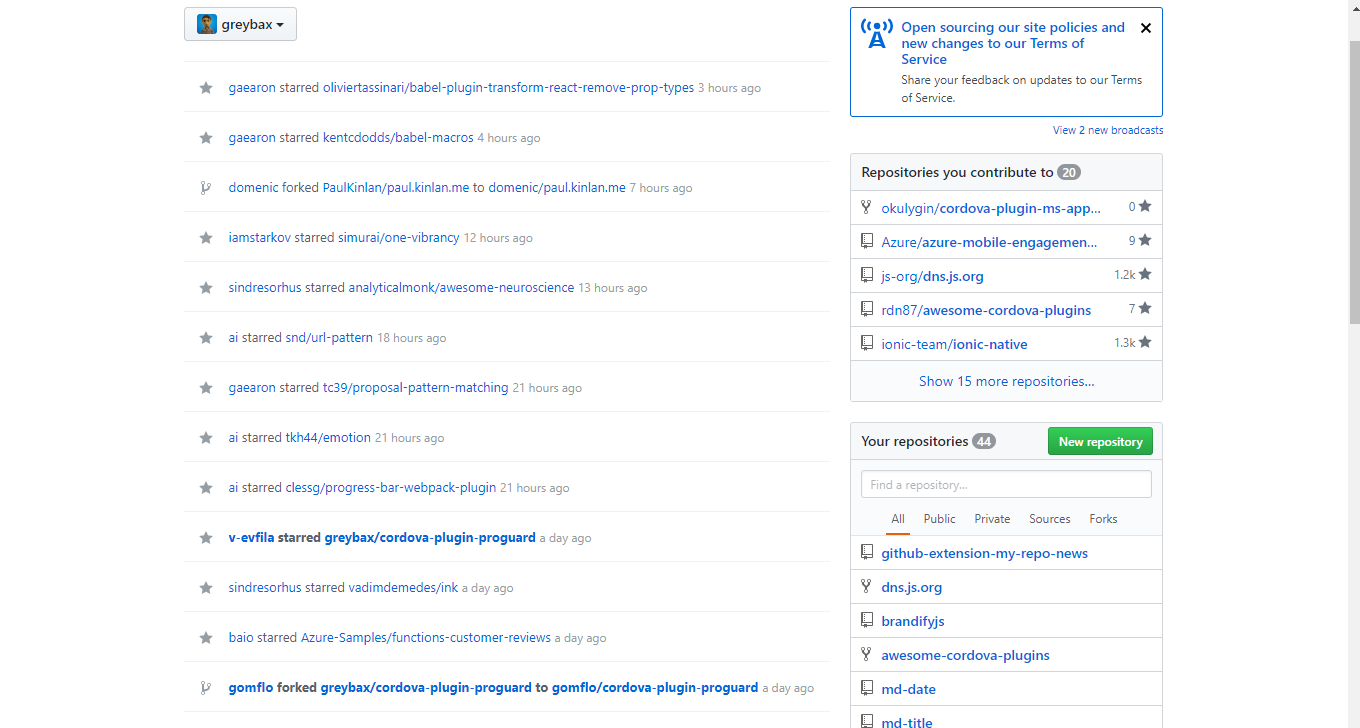 greybax
gaearon starred oliviertassinari/babel-plugin-transform-react-remove-prop-types 3 hours ago
gaearon starred kentcdodds/babel-macros 4 hours ago
domenic forked PaulKinlan/paul.kinlan.me to domenic/paul.kinlan.me 7 hours ago
iamstarkov starred simurai/one-vibrancy 12 hours ago
sindresorhus starred analyticalmonk/awesome-neuroscience 13 hours ago
ai starred snd/url-pattern 18 hours ago
gaearon starred tc39/proposal-pattern-matching 21 hours ago
ai starred tkh44/emotion 21 hours ago
ai starred clessg/progress-bar-webpack-plugin 21 hours ago
v-evfila starred greybax/cordova-plugin-proguard a day ago
sindresorhus starred vadimdemedes/ink a day ago
baio starred Azure-Samples/functions-customer-reviews a day ago
gomflo forked greybax/cordova-plugin-proguard to gomflo/cordova-plugin-proguard a day ago
Open sourcing our site policies and
new changes to our Terms of
Service
Share your feedback on updates to our Terms
of Service.
View 2 new broadcasts
Repositories you contribute to 20
okulygin/cordova-plugin-ms-app... 0
Azure/azure-mobile-engagemen... 9
js-org/dns.js.org 1.2k
rdn87/awesome-cordova-plugins 7
ionic-team/ionic-native 1.3k
Show 15 more repositories...
Your repositories 44
New repository
Find a repository...
All Public Private Sources Forks
github-extension-my-repo-news
dns.js.org
brandifyjs
awesome-cordova-plugins
md-date
md-title